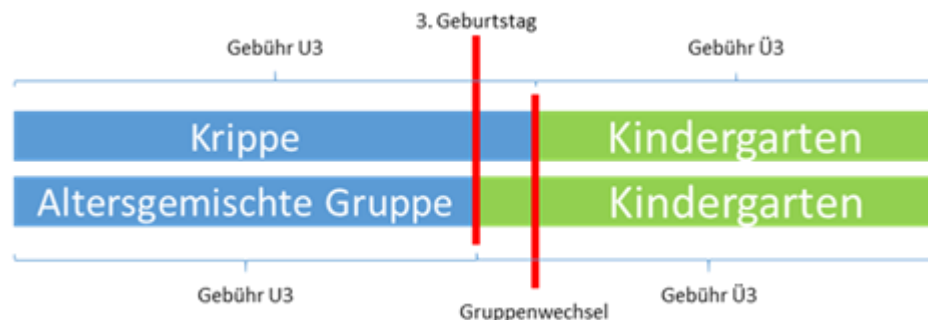 3. Geburtstag
Gebühr U3
Gebühr Ü3
Krippe
Kindergarten
Altersgemischte Gruppe
Kindergarten
Gebühr U3
Gebühr Ü3
Gruppenwechsel